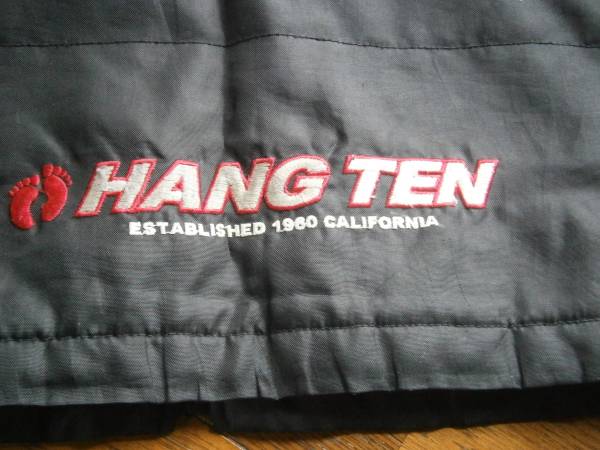 HANG TEN
ESTABLISHED 1960 CALIFORNIA